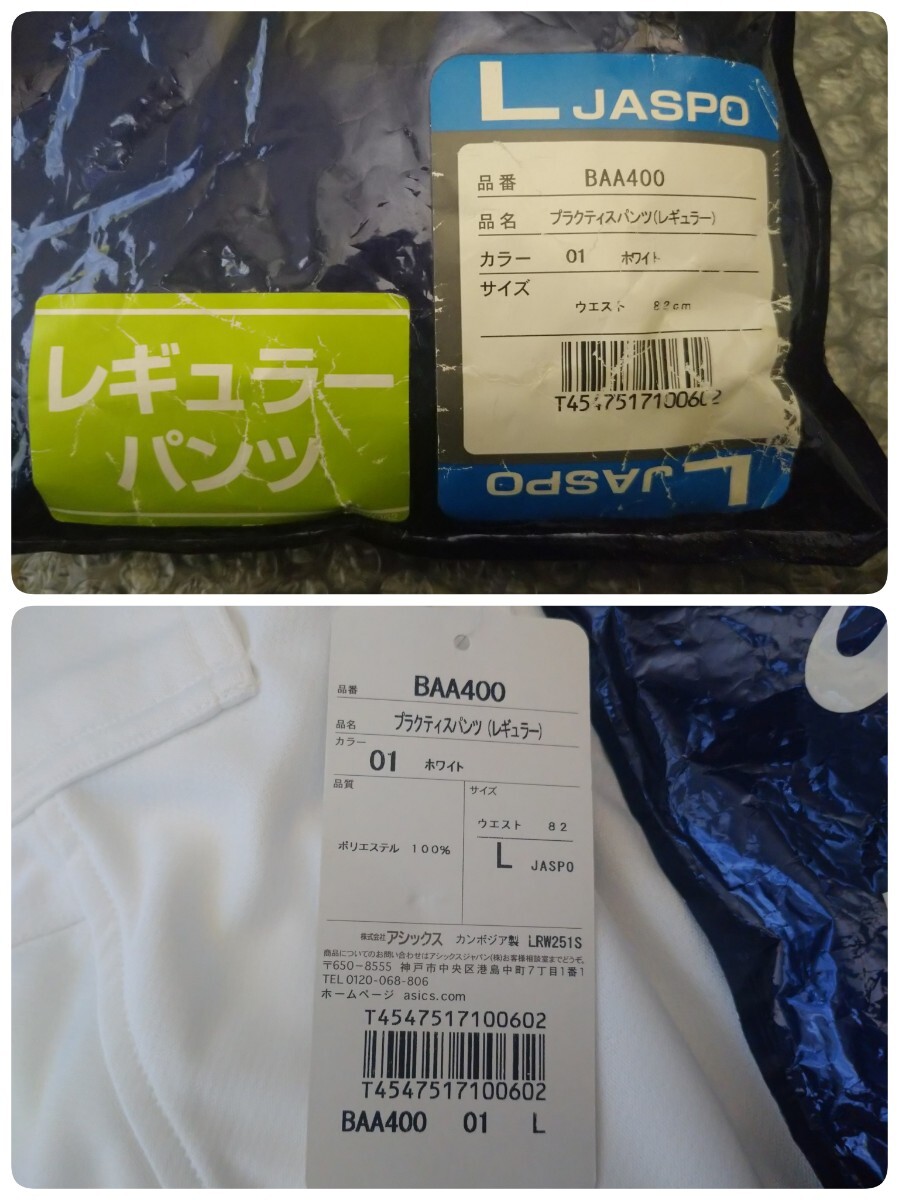 L JASPO
品番 BAA400
品名 プラクティスパンツ(レギュラー)
カラー 01 ホワイト
サイズ
ウエスト 82cm
T4547517100602
L JASPO
レギュラー
パンツ
品番 BAA400
品名 プラクティスパンツ(レギュラー)
カラー
01 ホワイト
品質
サイズ
ウエスト 82
ポリエステル 100%
L JASPO
株式会社アシックス カンボジア製 LRW251S
商品についてのお問い合わせはアシックスジャパン(株)お客様相談室までどうぞ。
〒650-8555 神戸市中央区港島中町7丁目1番1
TEL0120-068-806
ホームページ asics.com
T4547517100602
T4547517100602
BAA400 01 L